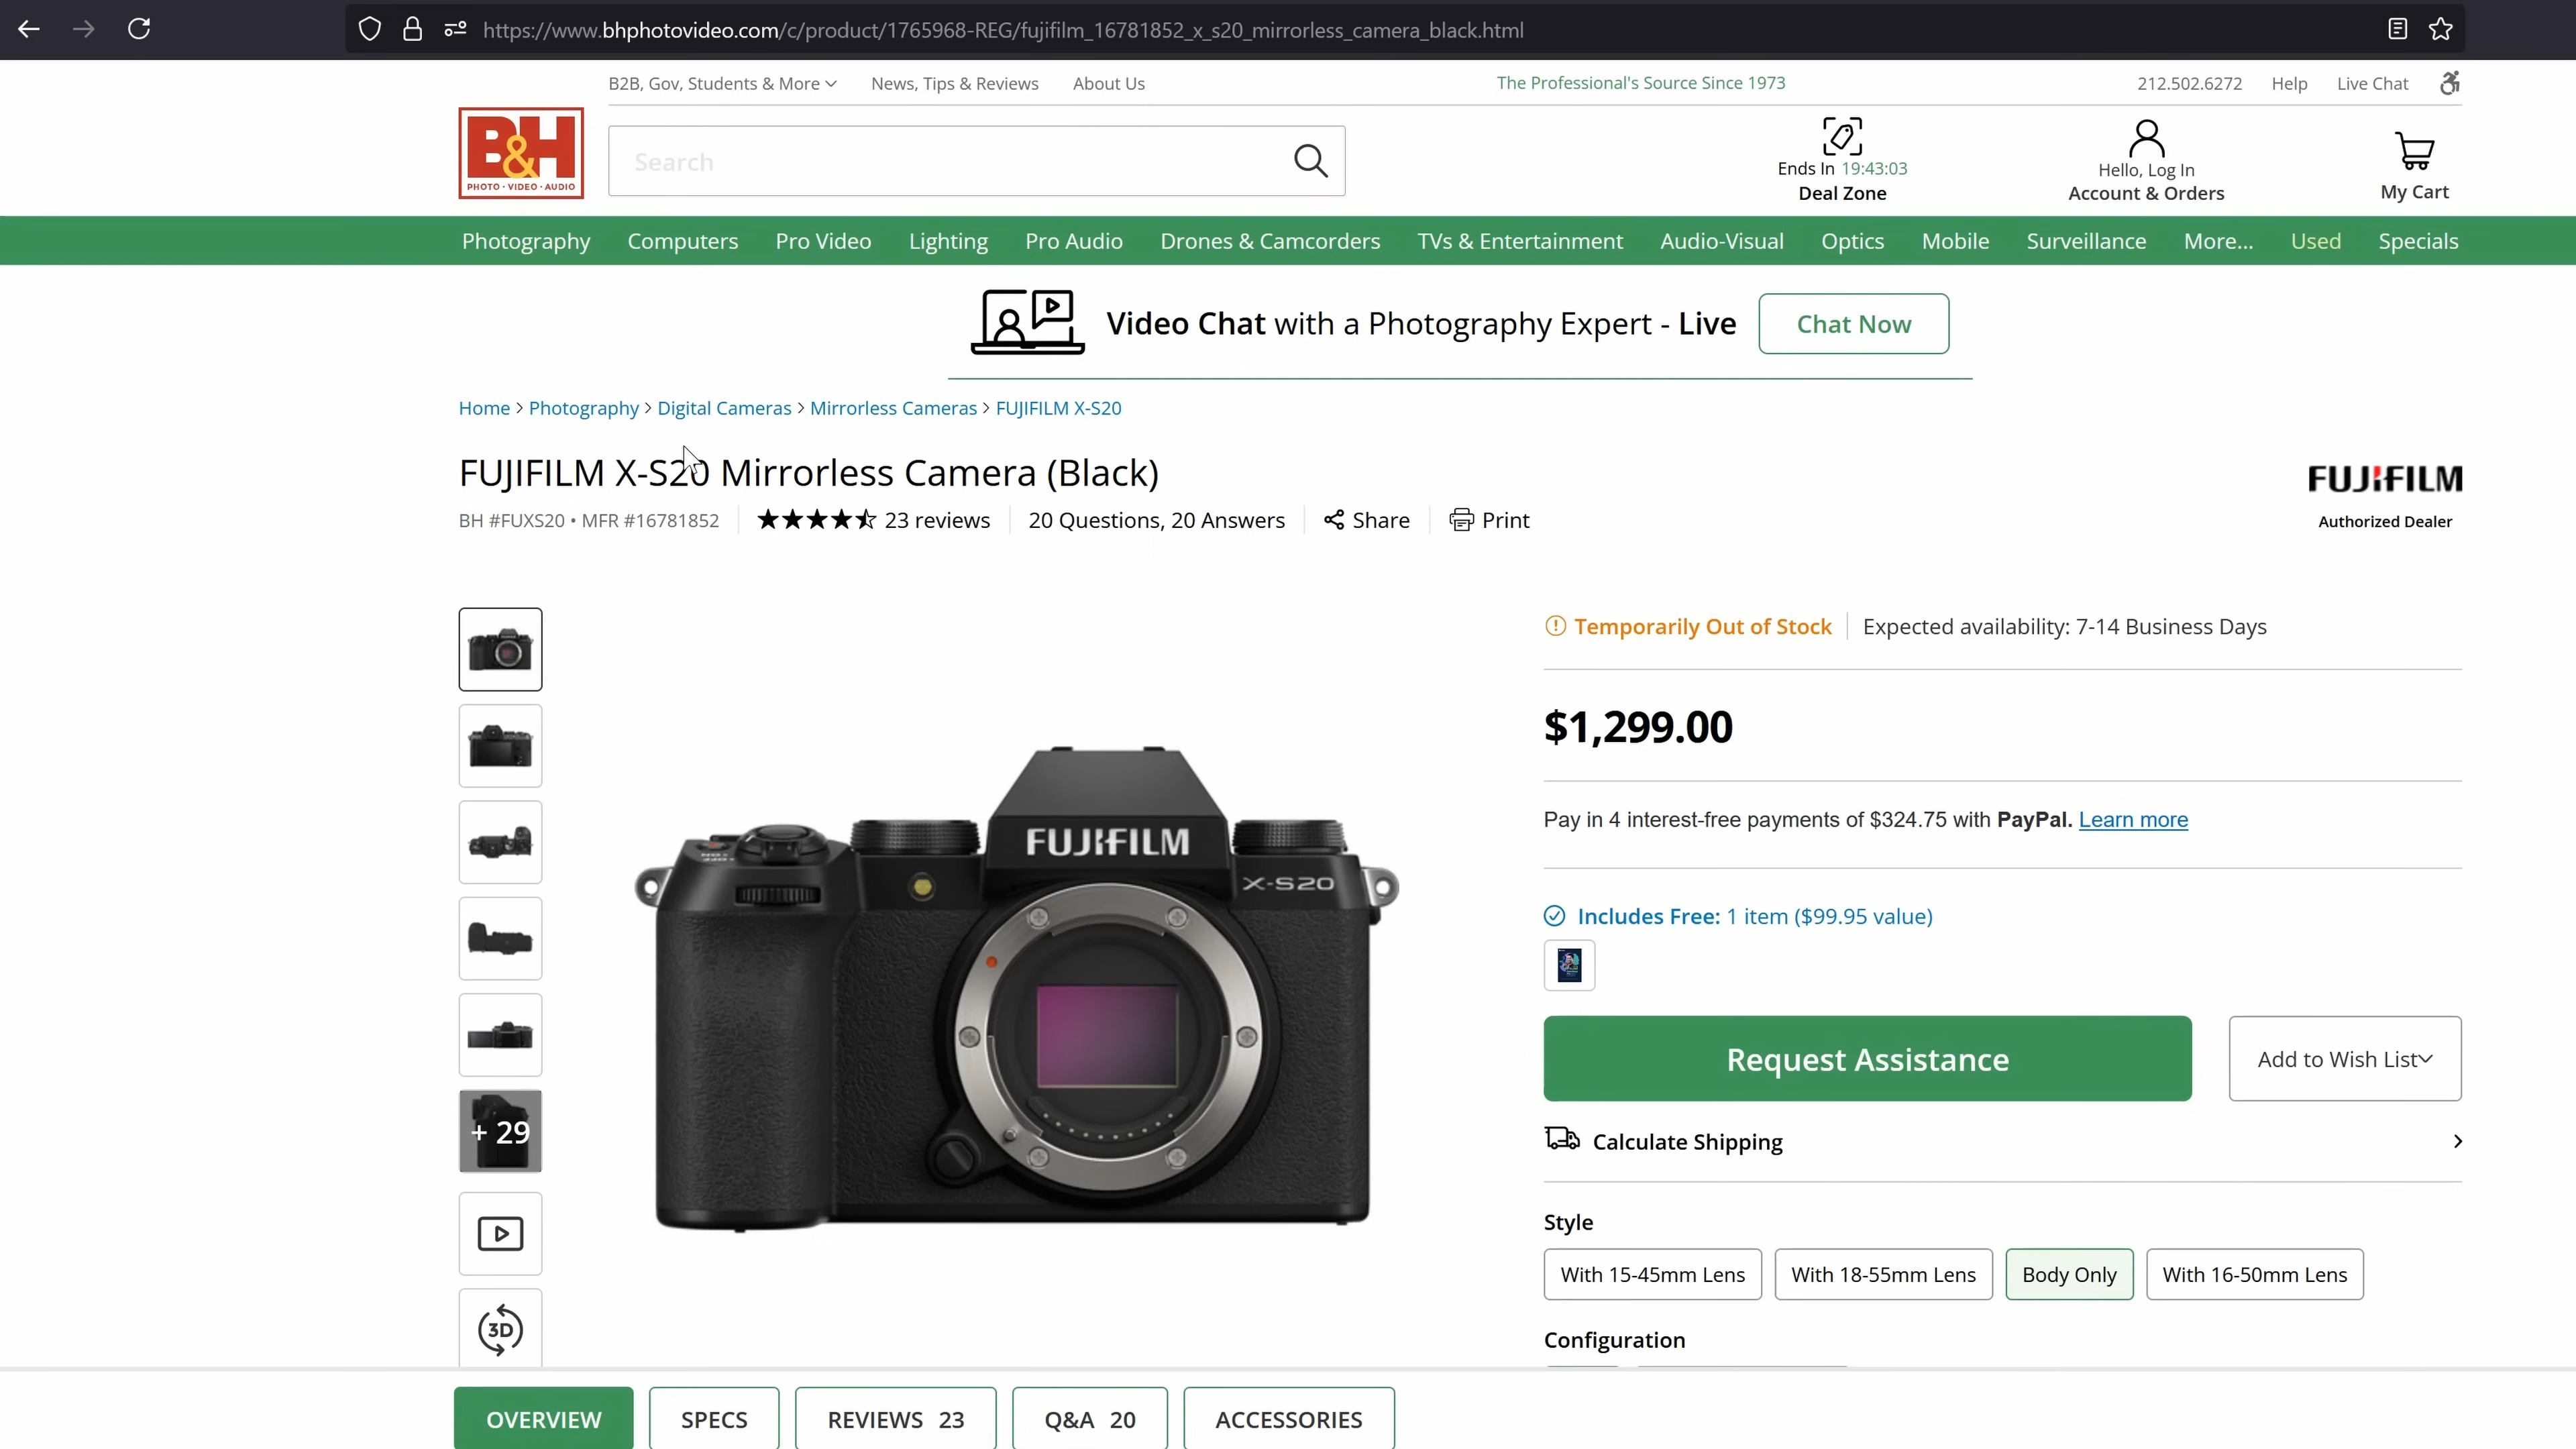 https://www.bhphotovideo.com/c/product/1765968-REG/fujifilm_16781852_x_s20_mirrorless_camera_black.html
B2B, Gov, Students & More
News, Tips & Reviews
About Us
The Professional's Source Since 1973
212.502.6272
Help
Live Chat
B&H
PHOTO · VIDEO · AUDIO
Search
Ends In 19:43:03
Deal Zone
Hello, Log In
Account & Orders
My Cart
Photography
Computers
Pro Video
Lighting
Pro Audio
Drones & Camcorders
TVs & Entertainment
Audio-Visual
Optics
Mobile
Surveillance
More...
Used
Specials
Video Chat with a Photography Expert - Live
Chat Now
Home > Photography > Digital Cameras > Mirrorless Cameras > FUJIFILM X-S20
FUJIFILM X-S20 Mirrorless Camera (Black)
BH #FUXS20 • MFR #16781852
23 reviews
20 Questions, 20 Answers
Share
Print
FUJIFILM
Authorized Dealer
+ 29
3D
FUJIFILM
X-S20
Temporarily Out of Stock
Expected availability: 7-14 Business Days
$1,299.00
Pay in 4 interest-free payments of $324.75 with PayPal. Learn more
Includes Free: 1 item ($99.95 value)
Request Assistance
Add to Wish List
Calculate Shipping
Style
With 15-45mm Lens
With 18-55mm Lens
Body Only
With 16-50mm Lens
Configuration
OVERVIEW
SPECS
REVIEWS 23
Q&A 20
ACCESSORIES